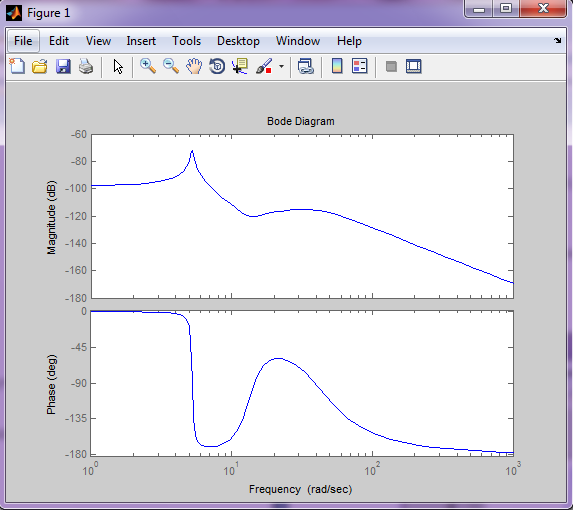 Figure 1
File Edit View Insert Tools Desktop Window Help
Bode Diagram
Magnitude (dB)
-60
-80
-100
-120
-140
-160
-180
Phase (deg)
0
-45
-90
-135
-180
10^0 10^1 10^2 10^3
Frequency (rad/sec)